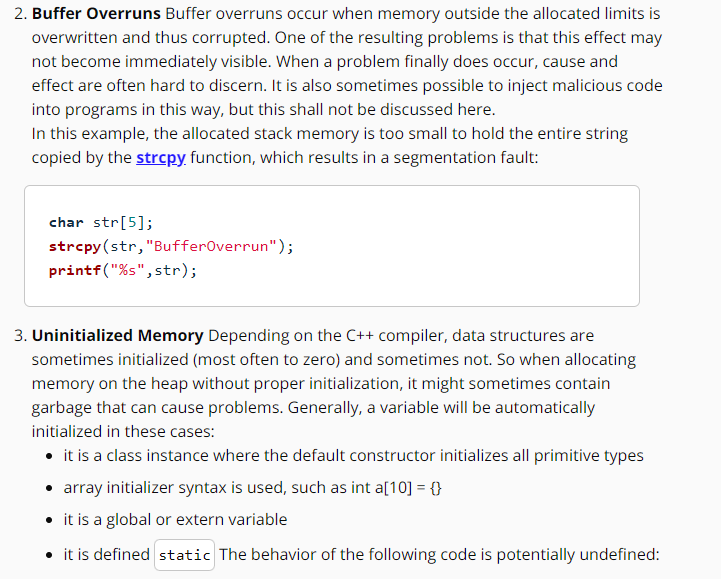 2. Buffer Overruns Buffer overruns occur when memory outside the allocated limits is
overwritten and thus corrupted. One of the resulting problems is that this effect may
not become immediately visible. When a problem finally does occur, cause and
effect are often hard to discern. It is also sometimes possible to inject malicious code
into programs in this way, but this shall not be discussed here.
In this example, the allocated stack memory is too small to hold the entire string
copied by the strcpy function, which results in a segmentation fault:
char str[5];
strcpy(str,"BufferOverrun");
printf("%s",str);
3. Uninitialized Memory Depending on the C++ compiler, data structures are
sometimes initialized (most often to zero) and sometimes not. So when allocating
memory on the heap without proper initialization, it might sometimes contain
garbage that can cause problems. Generally, a variable will be automatically
initialized in these cases:
• it is a class instance where the default constructor initializes all primitive types
• array initializer syntax is used, such as int a[10] = {}
• it is a global or extern variable
• it is defined static The behavior of the following code is potentially undefined: